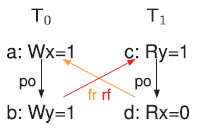 T₀ T₁
a: Wx=1 c: Ry=1
po po
fr rf
b: Wy=1 d: Rx=0